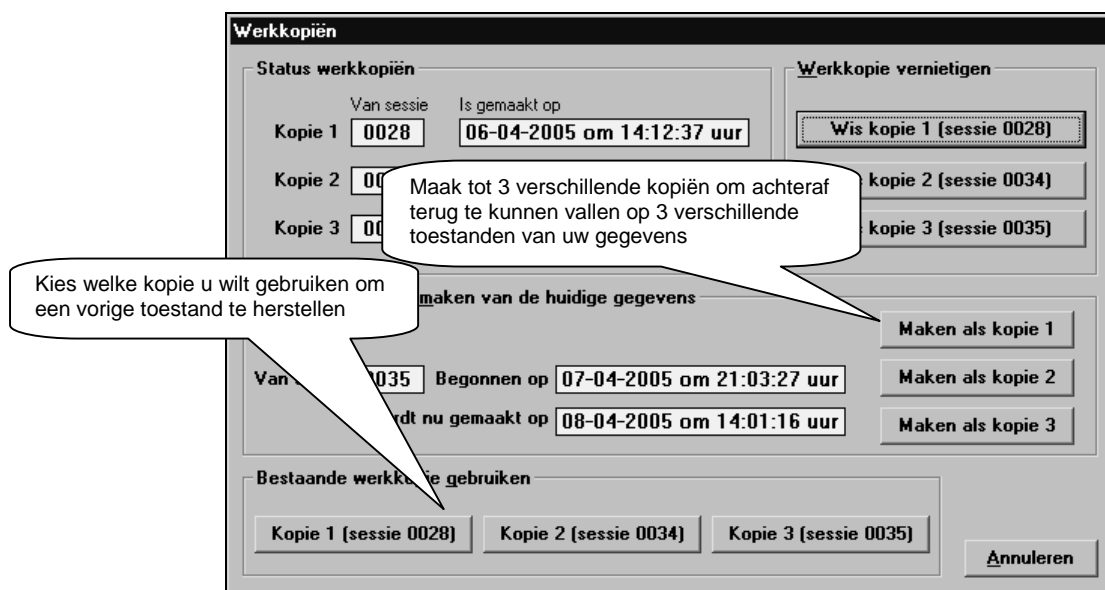 Werkkopiën
Status werkkopiën
Van sessie Is gemaakt op
Kopie 1 0028 06-04-2005 om 14:12:37 uur
Kopie 2 00
Kopie 3 00
Werkkopie vernietigen
Wis kopie 1 (sessie 0028)
kopie 2 (sessie 0034)
kopie 3 (sessie 0035)
Maak tot 3 verschillende kopiën om achteraf
terug te kunnen vallen op 3 verschillende
toestanden van uw gegevens
Kies welke kopie u wilt gebruiken om
een vorige toestand te herstellen
maken van de huidige gegevens
Maken als kopie 1
Van 0035 Begonnen op 07-04-2005 om 21:03:27 uur
Maken als kopie 2
rdt nu gemaakt op 08-04-2005 om 14:01:16 uur
Maken als kopie 3
Bestaande werkkopie gebruiken
Kopie 1 (sessie 0028) Kopie 2 (sessie 0034) Kopie 3 (sessie 0035)
Annuleren